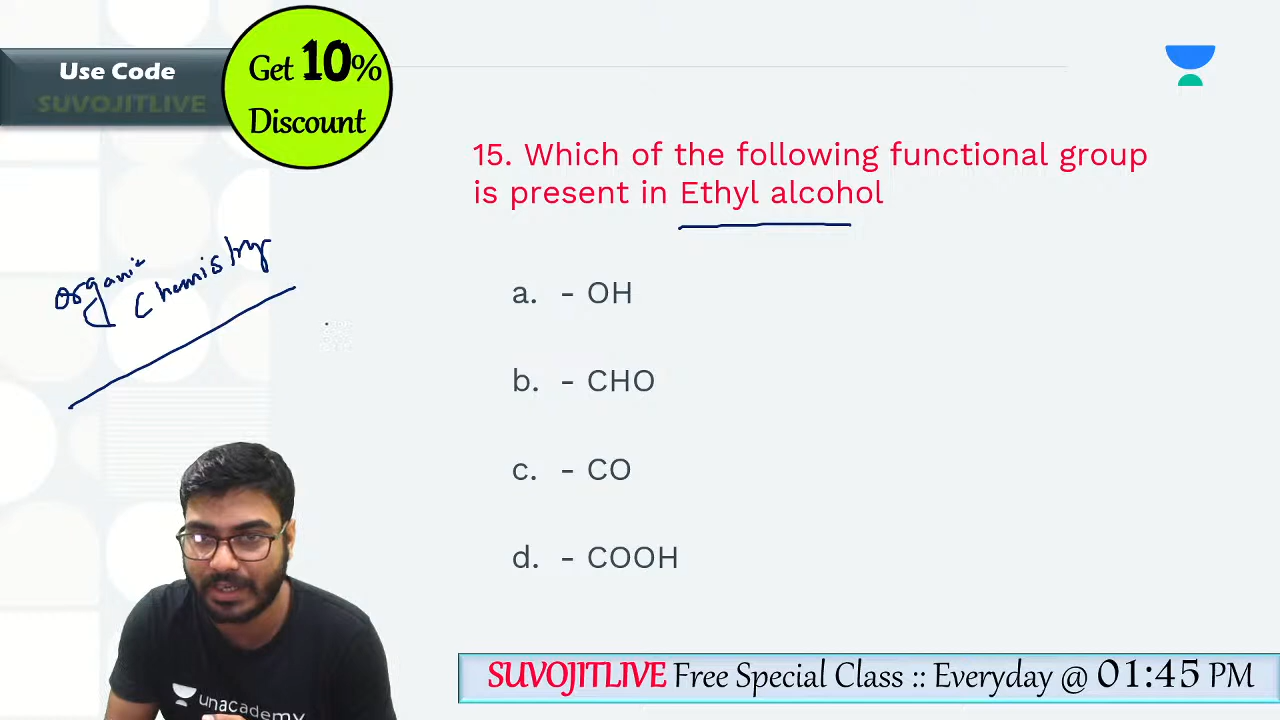 Use Code
SUVOJITLIVE
Get 10%
Discount
15. Which of the following functional group
is present in Ethyl alcohol
organic
Chemistry
a. - OH
b. - CHO
c. - CO
d. - COOH
unacademy
SUVOJITLIVE Free Special Class :: Everyday @ 01:45 PM